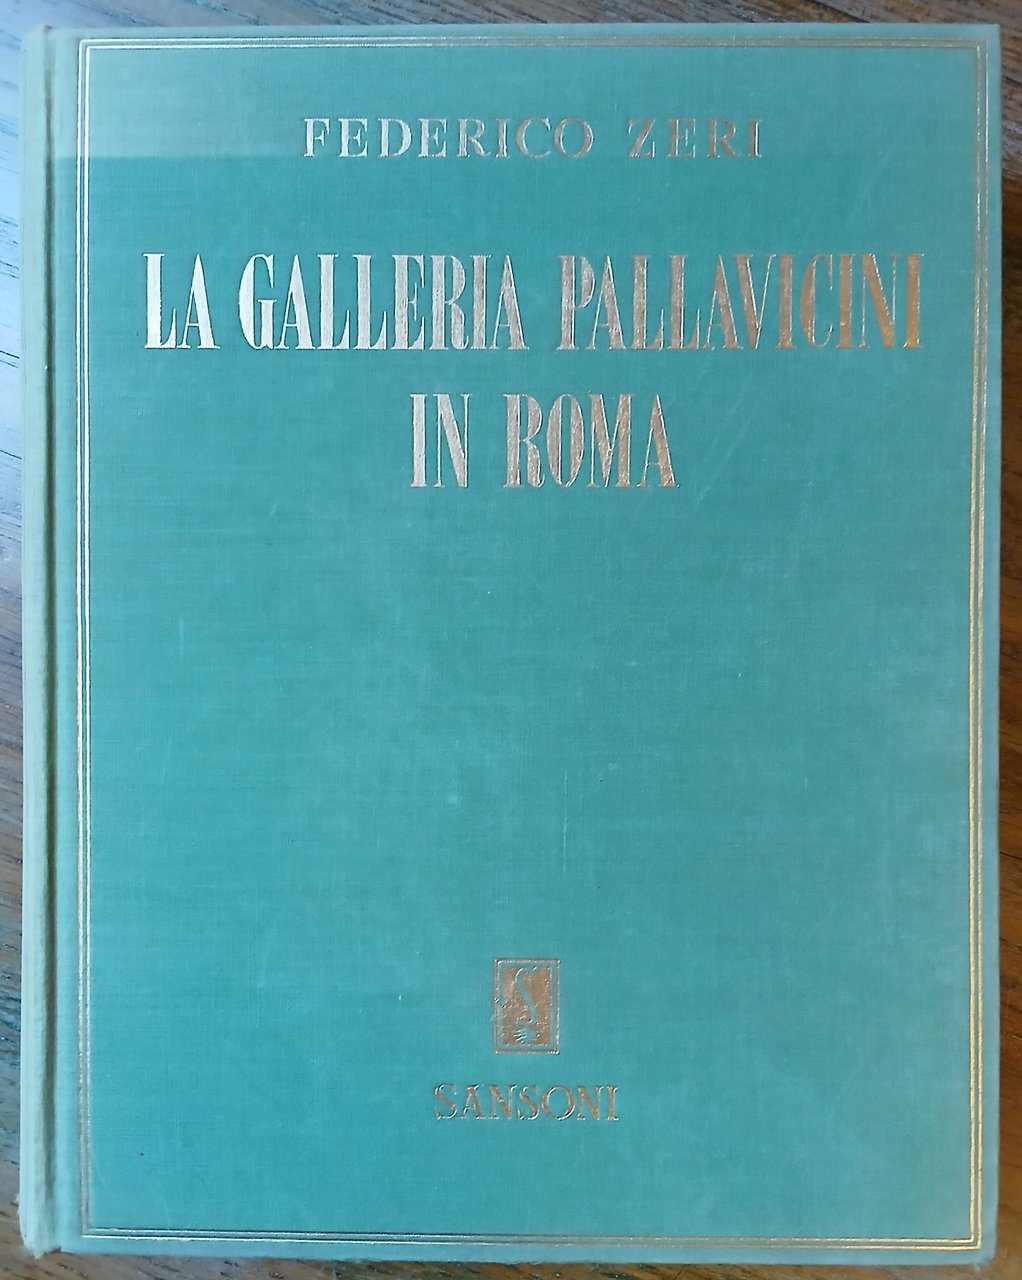 FEDERICO ZERI
LA GALLERIA PALLAVICINI
IN ROMA
SANSONI